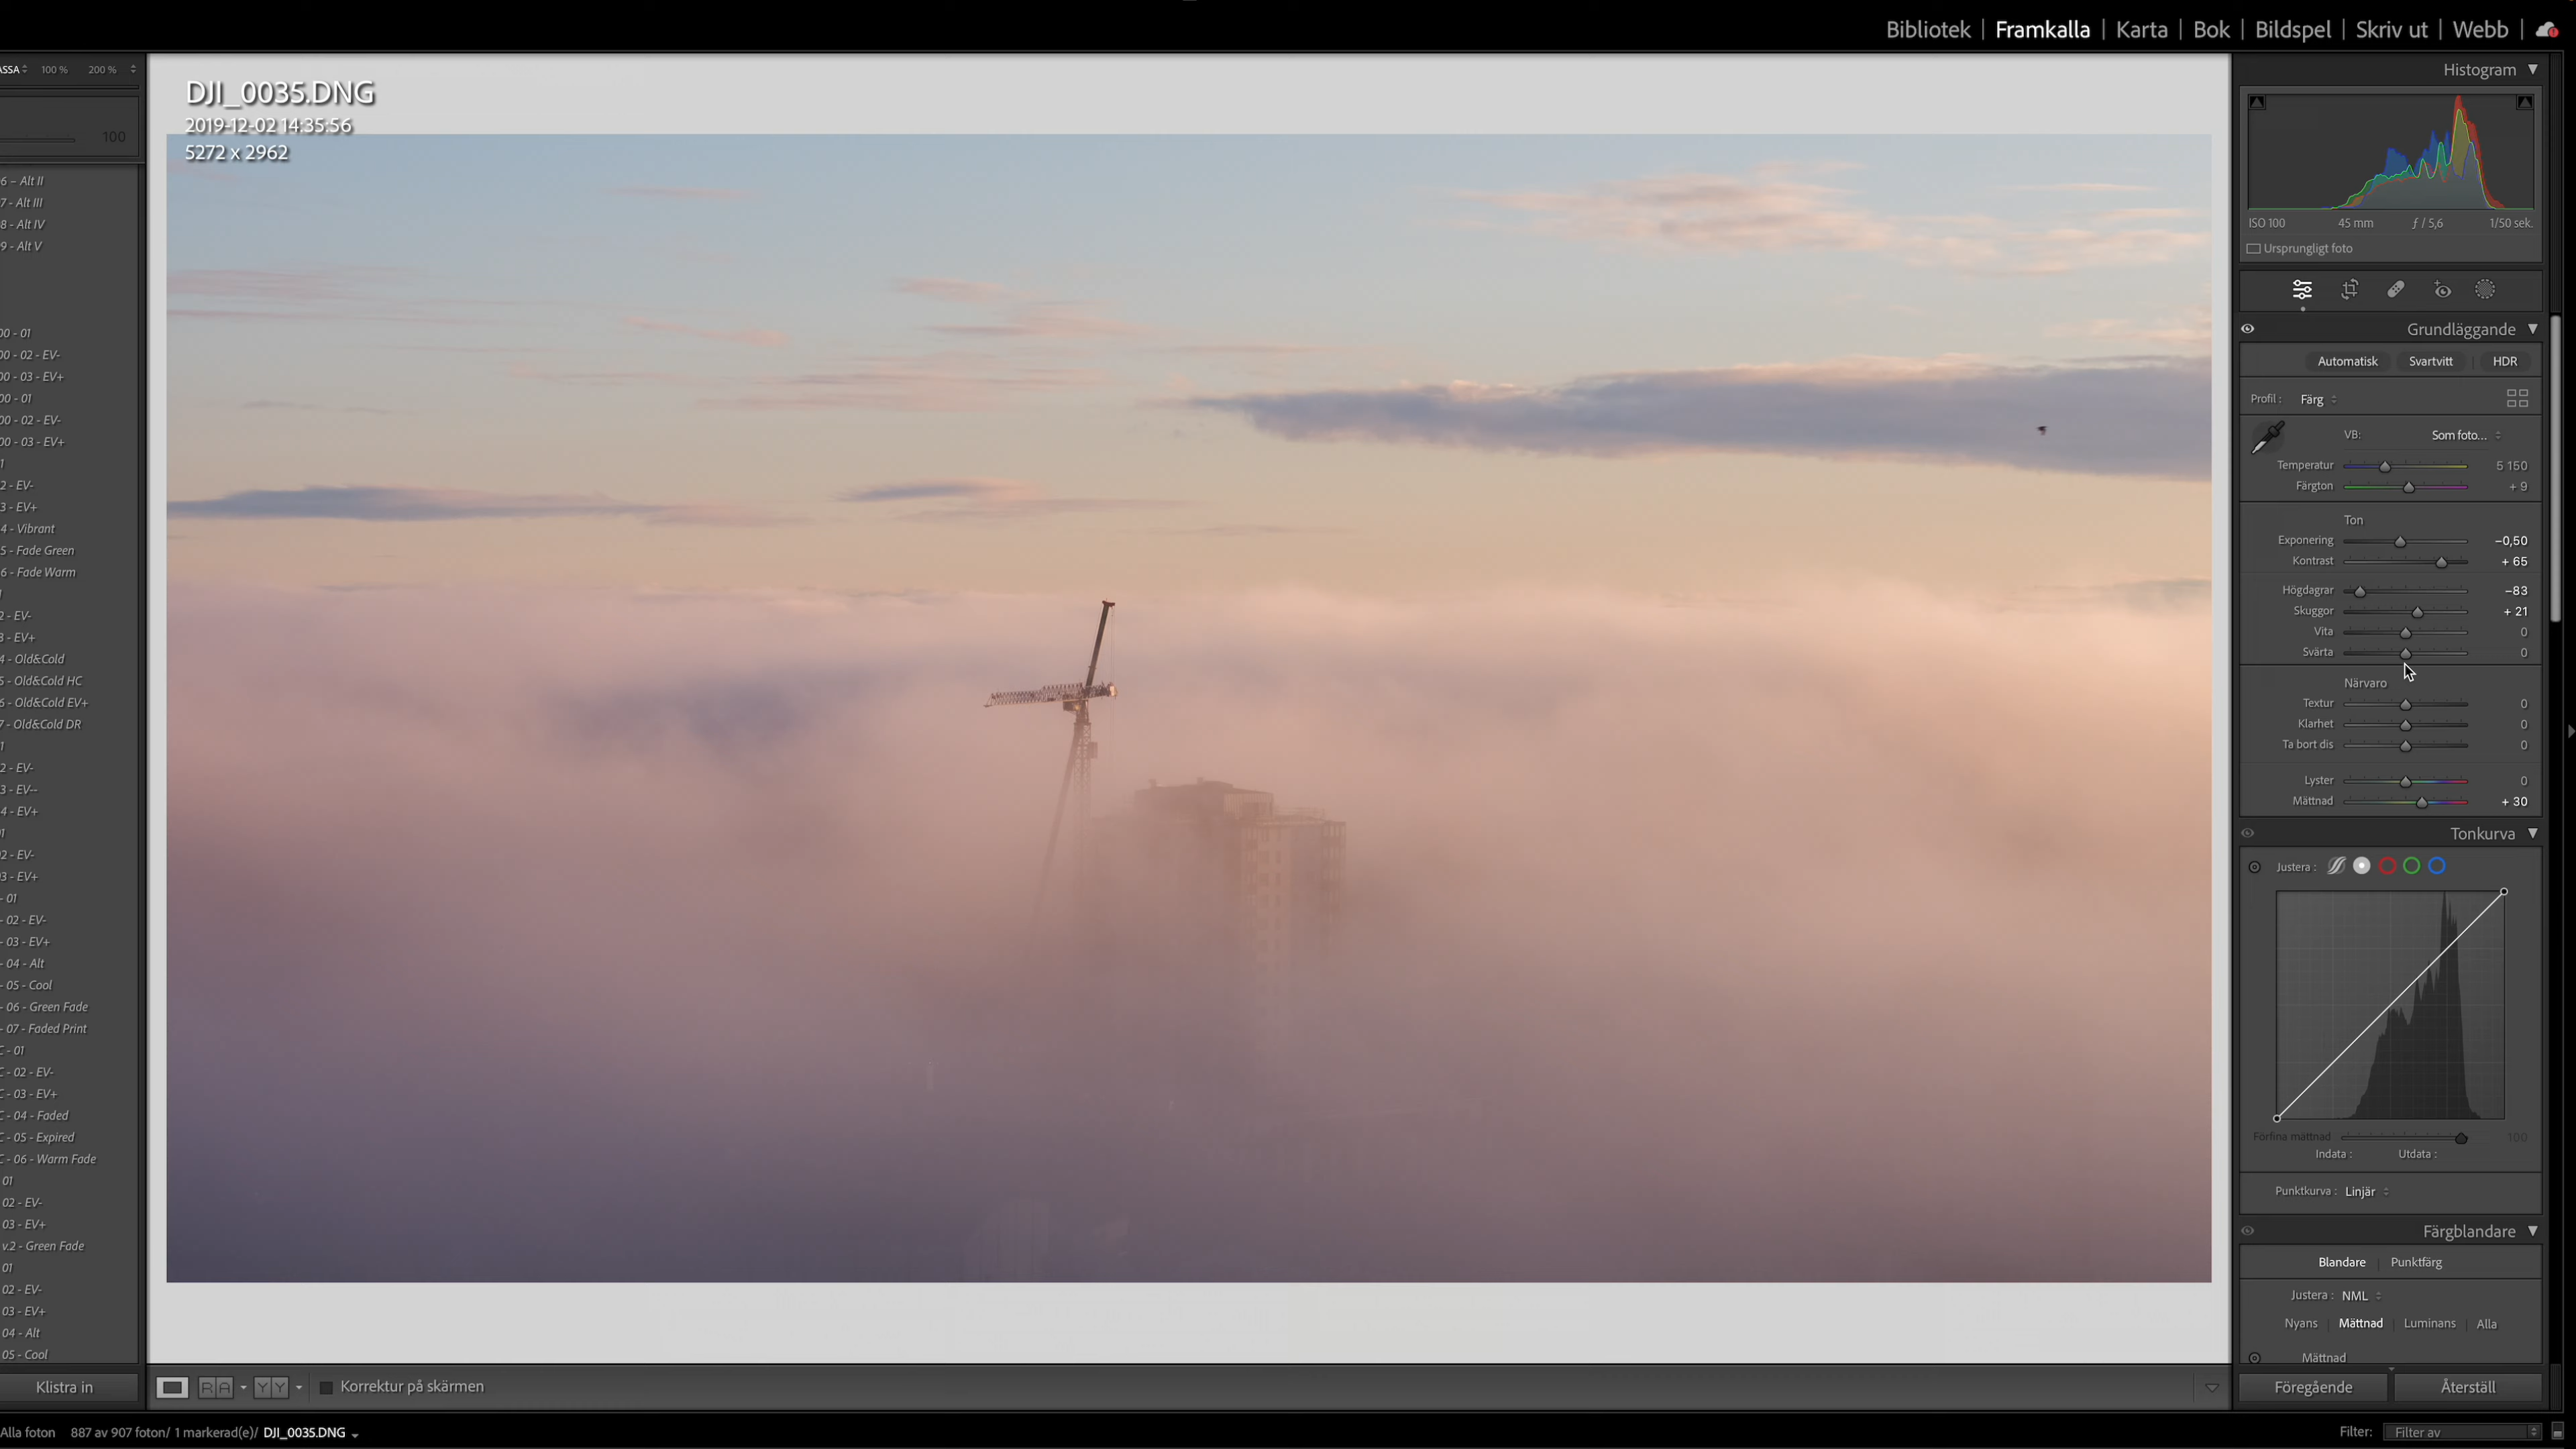 Bibliotek | Framkalla | Karta | Bok | Bildspel | Skriv ut | Webb |
ASSA 100 % 200 %
100
6 – Alt II
7 - Alt III
8 - Alt IV
9 - Alt V
00 - 01
00 - 02 - EV-
00 - 03 - EV+
00 - 01
00 - 02 - EV-
00 - 03 - EV+
1
2 - EV-
3 - EV+
4 - Vibrant
5 - Fade Green
6 - Fade Warm
2 - EV-
3 - EV+
4 - Old&Cold
5 - Old&Cold HC
6 - Old&Cold EV+
7 - Old&Cold DR
1
2 - EV-
3 - EV--
4 - EV+
01
02 - EV-
03 - EV+
- 01
- 02 - EV-
- 03 - EV+
- 04 - Alt
- 05 - Cool
- 06 - Green Fade
- 07 - Faded Print
C - 01
C - 02 - EV-
C - 03 - EV+
C - 04 - Faded
C - 05 - Expired
C - 06 - Warm Fade
01
02 - EV-
03 - EV+
v.2 - Green Fade
01
02 - EV-
03 - EV+
04 - Alt
05 - Cool
Klistra in
DJI_0035.DNG
2019-12-02 14:35:56
5272 x 2962
Korrektur på skärmen
Histogram
ISO 100 45 mm ƒ / 5,6 1/50 sek.
Ursprungligt foto
Grundläggande
Automatisk Svartvitt | HDR
Profil : Färg
VB: Som foto...
Temperatur 5 150
Färgton + 9
Ton
Exponering −0,50
Kontrast + 65
Högdagrar −83
Skuggor + 21
Vita 0
Svärta 0
Närvaro
Textur 0
Klarhet 0
Ta bort dis 0
Lyster 0
Mättnad + 30
Tonkurva
Justera :
Förfina mättnad 100
Indata : Utdata :
Punktkurva : Linjär
Färgblandare
Blandare | Punktfärg
Justera : NML
Nyans | Mättnad | Luminans | Alla
Mättnad
Föregående Återställ
Alla foton 887 av 907 foton/ 1 markerad(e)/ DJI_0035.DNG
Filter: Filter av